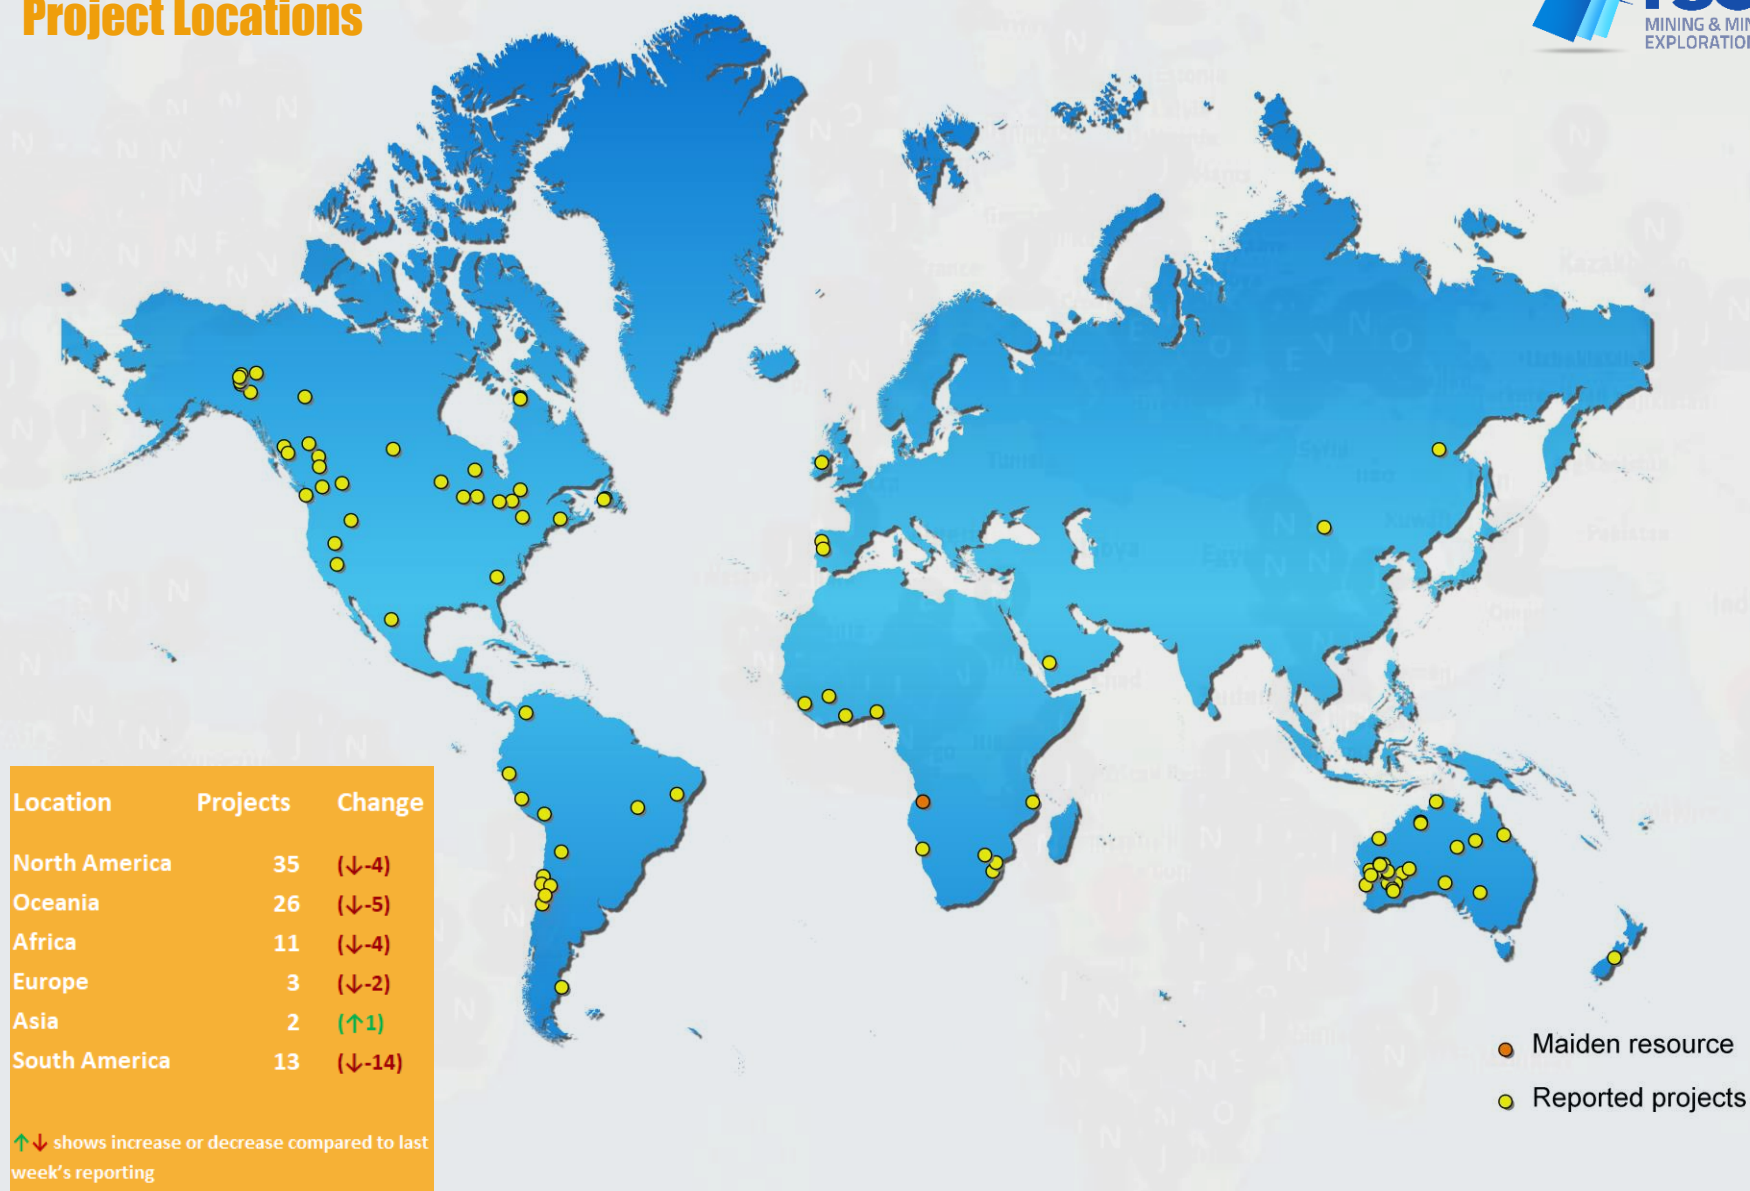 Project Locations
MINING &
Location Projects Change
North America 35 (↓-4)
Oceania 26 (↓-5)
Africa 11 (↓-4)
Europe 3 (↓-2)
Asia 2 (↑1)
South America 13 (↓-14)
↑↓ shows increase or decrease compared to last
week's reporting
Maiden resource
Reported projects